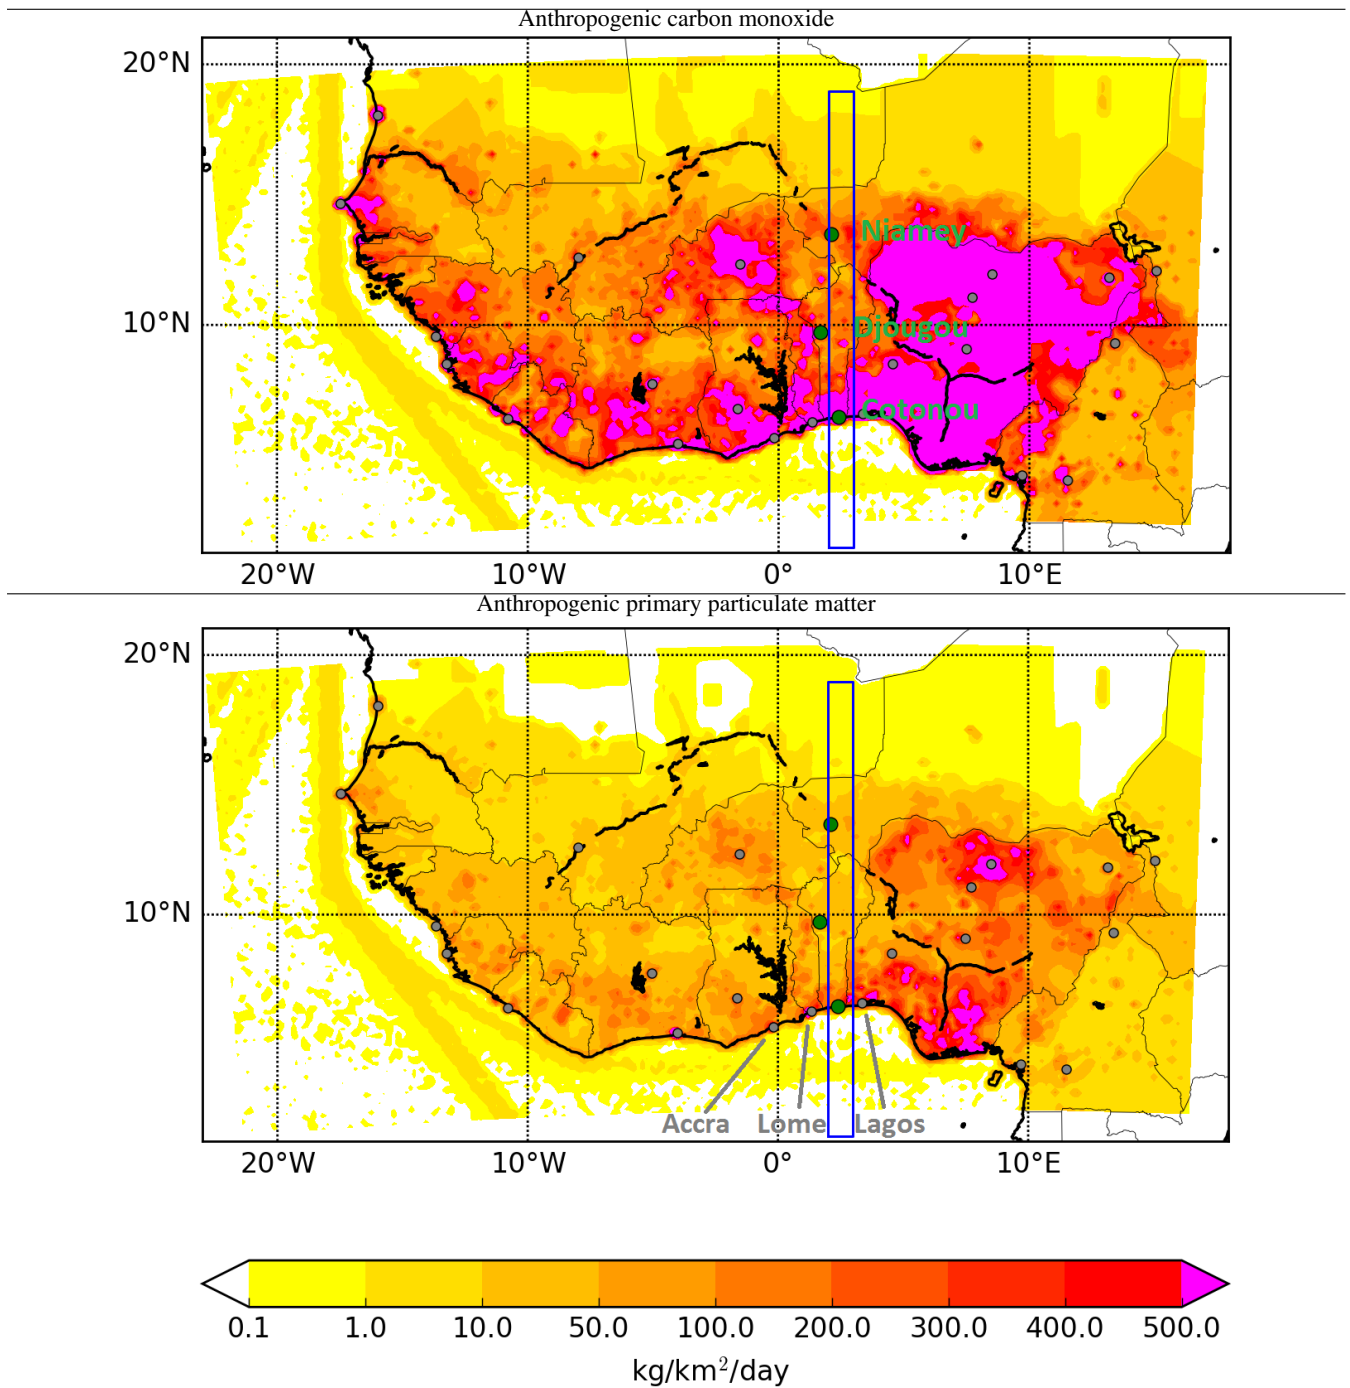 Anthropogenic carbon monoxide
20°N
Niamey
10°N
Djougou
Cotonou
20°W 10°W 0° 10°E
Anthropogenic primary particulate matter
20°N
10°N
Accra Lome Lagos
20°W 10°W 0° 10°E
0.1 1.0 10.0 50.0 100.0 200.0 300.0 400.0 500.0
kg/km²/day